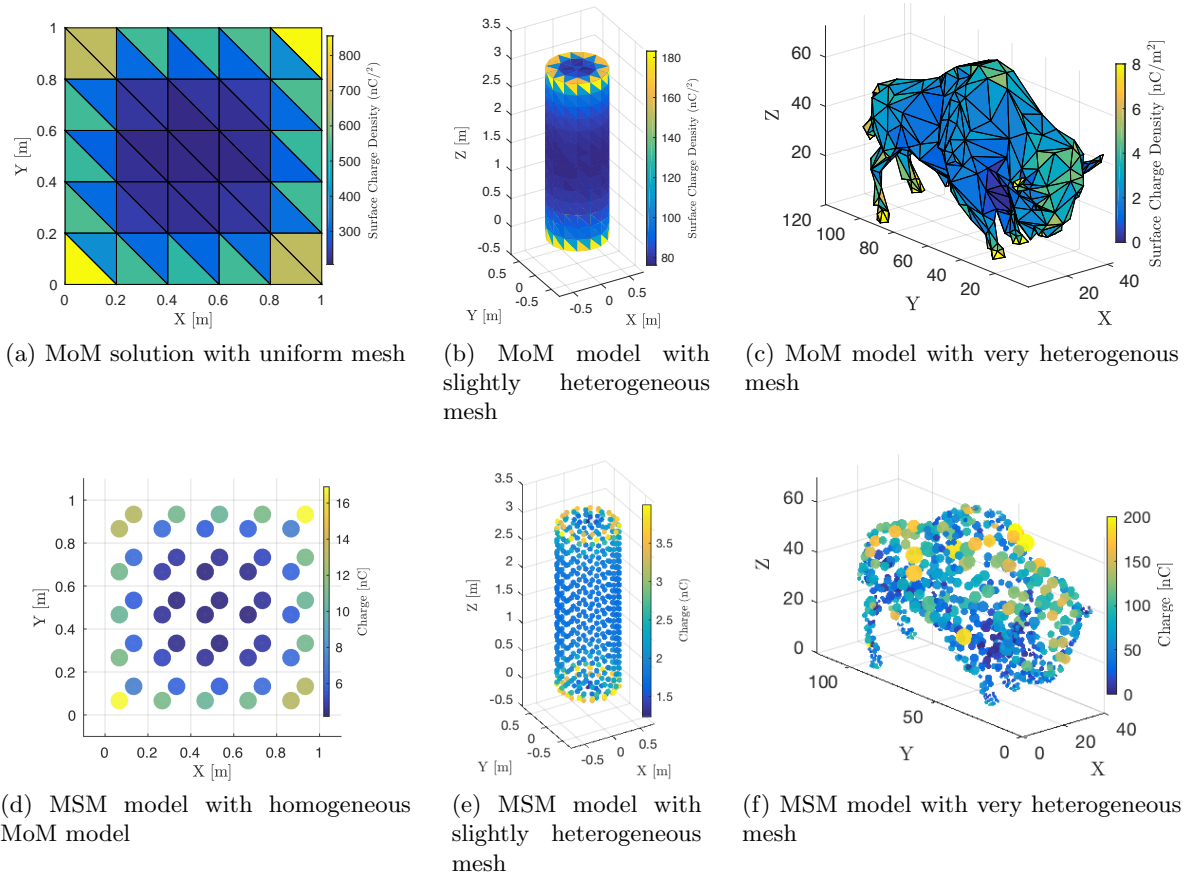 1
0.8
0.6
0.4
0.2
0
0 0.2 0.4 0.6 0.8 1
X [m]
Y [m]
800
700
600
500
400
300
Surface Charge Density (nC/²)
(a) MoM solution with uniform mesh
3.5
3
2.5
2
1.5
1
0.5
0
-0.5
Z [m]
0.5
0
-0.5
Y [m]
-0.5
0
0.5
X [m]
180
160
140
120
100
80
Surface Charge Density (nC/²)
(b) MoM model with
slightly heterogeneous
mesh
60
40
20
Z
120
100
80
60
40
20
Y
20
40
X
8
6
4
2
0
Surface Charge Density [nC/m²]
(c) MoM model with very heterogenous
mesh
1
0.8
0.6
0.4
0.2
0
Y [m]
0 0.2 0.4 0.6 0.8 1
X [m]
16
14
12
10
8
6
Charge [nC]
(d) MSM model with homogeneous
MoM model
3.5
3
2.5
2
1.5
1
0.5
0
-0.5
Z [m]
0.5
0
-0.5
Y [m]
-0.5
0
0.5
X [m]
3.5
3
2.5
2
1.5
Charge (nC)
(e) MSM model with
slightly heterogeneous
mesh
60
40
20
0
Z
100
50
0
Y
0
20
40
X
200
150
100
50
0
Charge [nC]
(f) MSM model with very heterogeneous
mesh